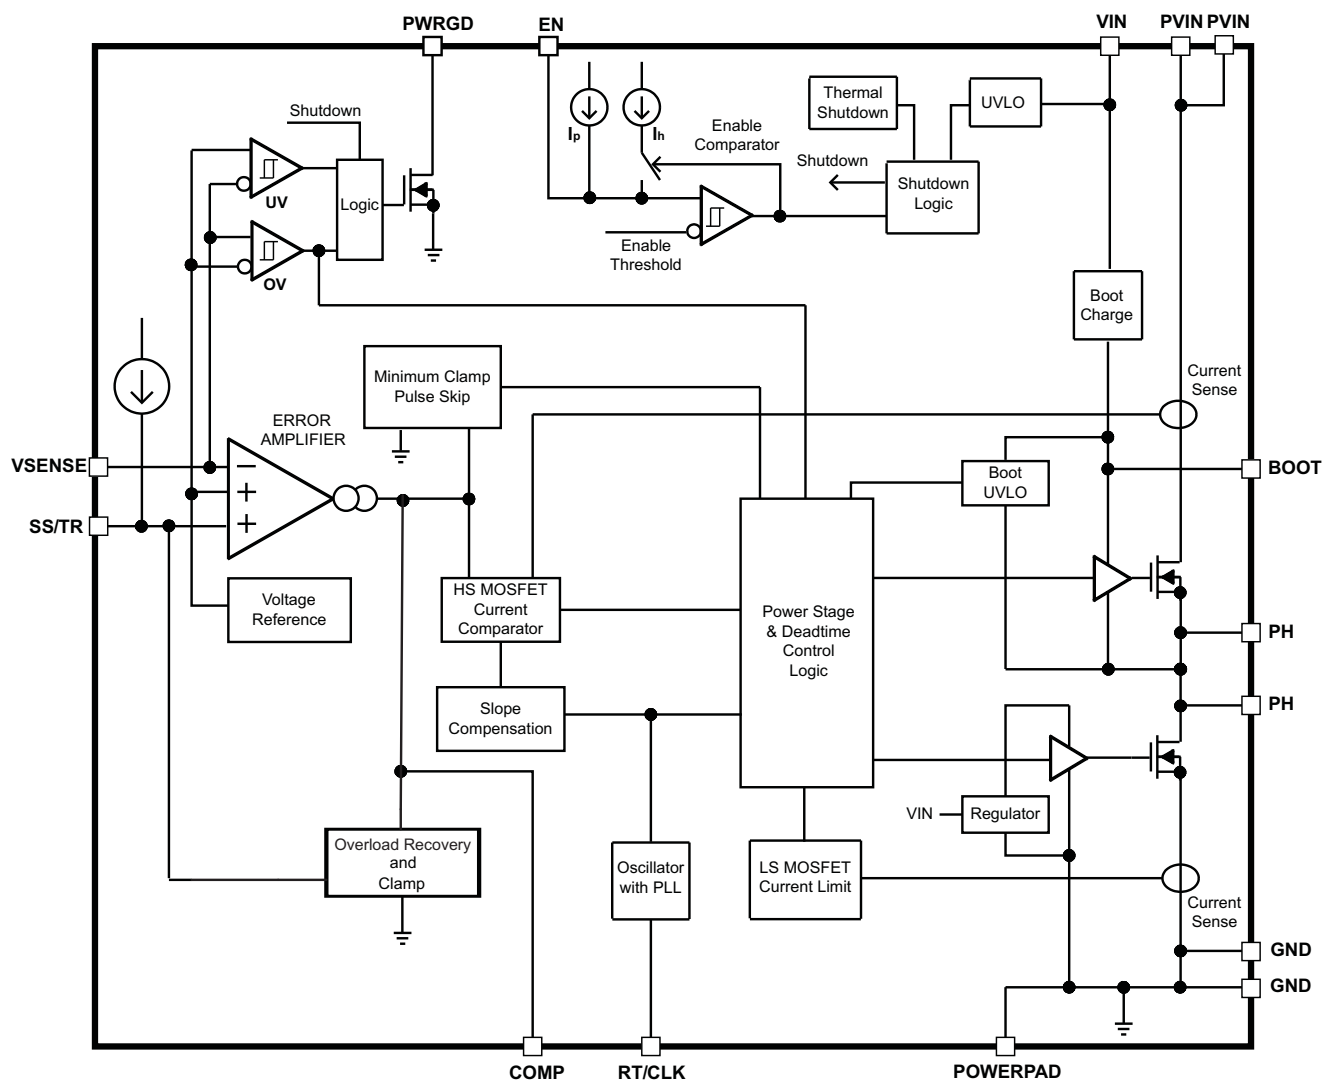 PWRGD
EN
VIN
PVIN
PVIN
Shutdown
Thermal
Shutdown
UVLO
Ip
Ih
Enable
Comparator
Shutdown
Shutdown
Logic
UV
Logic
Enable
Threshold
OV
Boot
Charge
Minimum Clamp
Pulse Skip
Current
Sense
ERROR
AMPLIFIER
VSENSE
−
+
+
SS/TR
Boot
UVLO
BOOT
Voltage
Reference
HS MOSFET
Current
Comparator
Power Stage
& Deadtime
Control
Logic
PH
PH
Slope
Compensation
VIN
Regulator
Overload Recovery
and
Clamp
Oscillator
with PLL
LS MOSFET
Current Limit
Current
Sense
GND
GND
COMP
RT/CLK
POWERPAD